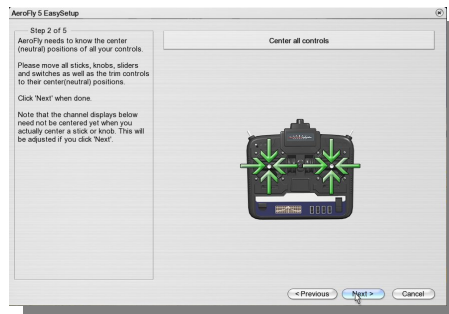 AeroFly 5 EasySetup
Step 2 of 5
AeroFly needs to know the center
(neutral) positions of all your controls.
Please move all sticks, knobs, sliders
and switches as well as the trim controls
to their center(neutral) positions.
Click 'Next' when done.
Note that the channel displays below
need not be centered yet when you
actually center a stick or knob. This will
be adjusted if you click 'Next'.
Center all controls
< Previous
Next >
Cancel